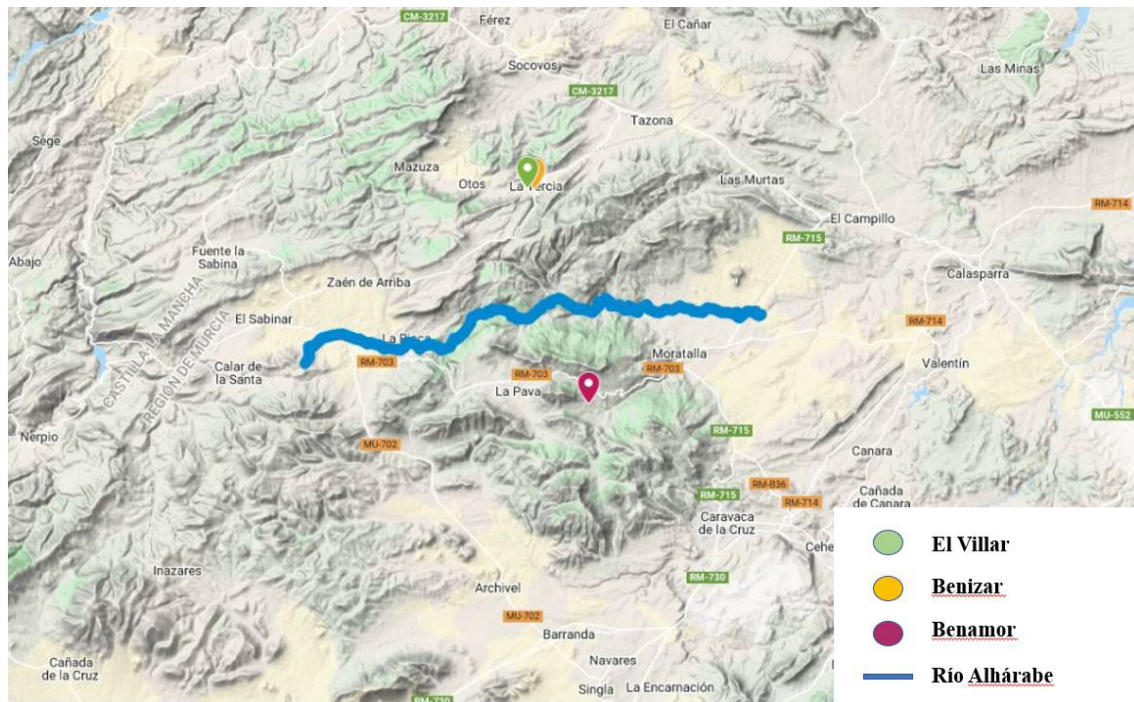 CM-3217
Férez
El Cañar
Socovos
Las Minas
CM-3217
Tazona
Sege
Mazuza
Otos
La Tercia
Las Murtas
RM-714
El Campillo
RM-715
Fuente la
Sabina
Abajo
Calasparra
Zaén de Arriba
CASTILLA-LA MANCHA
REGIÓN DE MURCIA
El Sabinar
RM-714
La Risca
Moratalla
RM-703
Calar de
la Santa
RM-703
RM-703
Valentín
La Pava
MU-552
Nerpio
RM-715
MU-702
Canara
RM-B36
Cañada
de Canara
RM-715
RM-714
Caravaca
de la Cruz
Cehe
Inazares
RM-730
Archivel
MU-702
Barranda
Navares
Cañada
de la Cruz
Singla
La Encarnación
RM-730
El Villar
Benizar
Benamor
Río Alhárabe